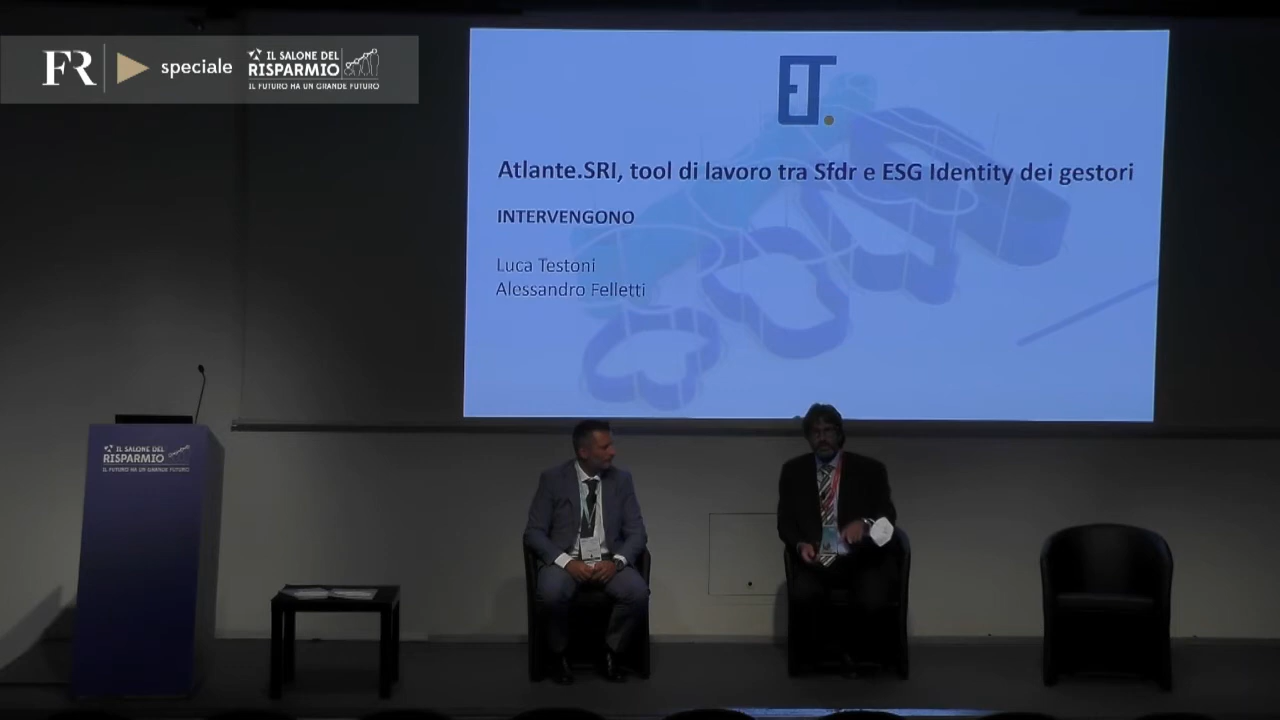 FR speciale IL SALONE DEL
RISPARMIO
IL FUTURO HA UN GRANDE FUTURO
ET.
Atlante.SRI, tool di lavoro tra Sfdr e ESG Identity dei gestori
INTERVENGONO
Luca Testoni
Alessandro Felletti
IL SALONE DEL
RISPARMIO
IL FUTURO HA UN GRANDE FUTURO